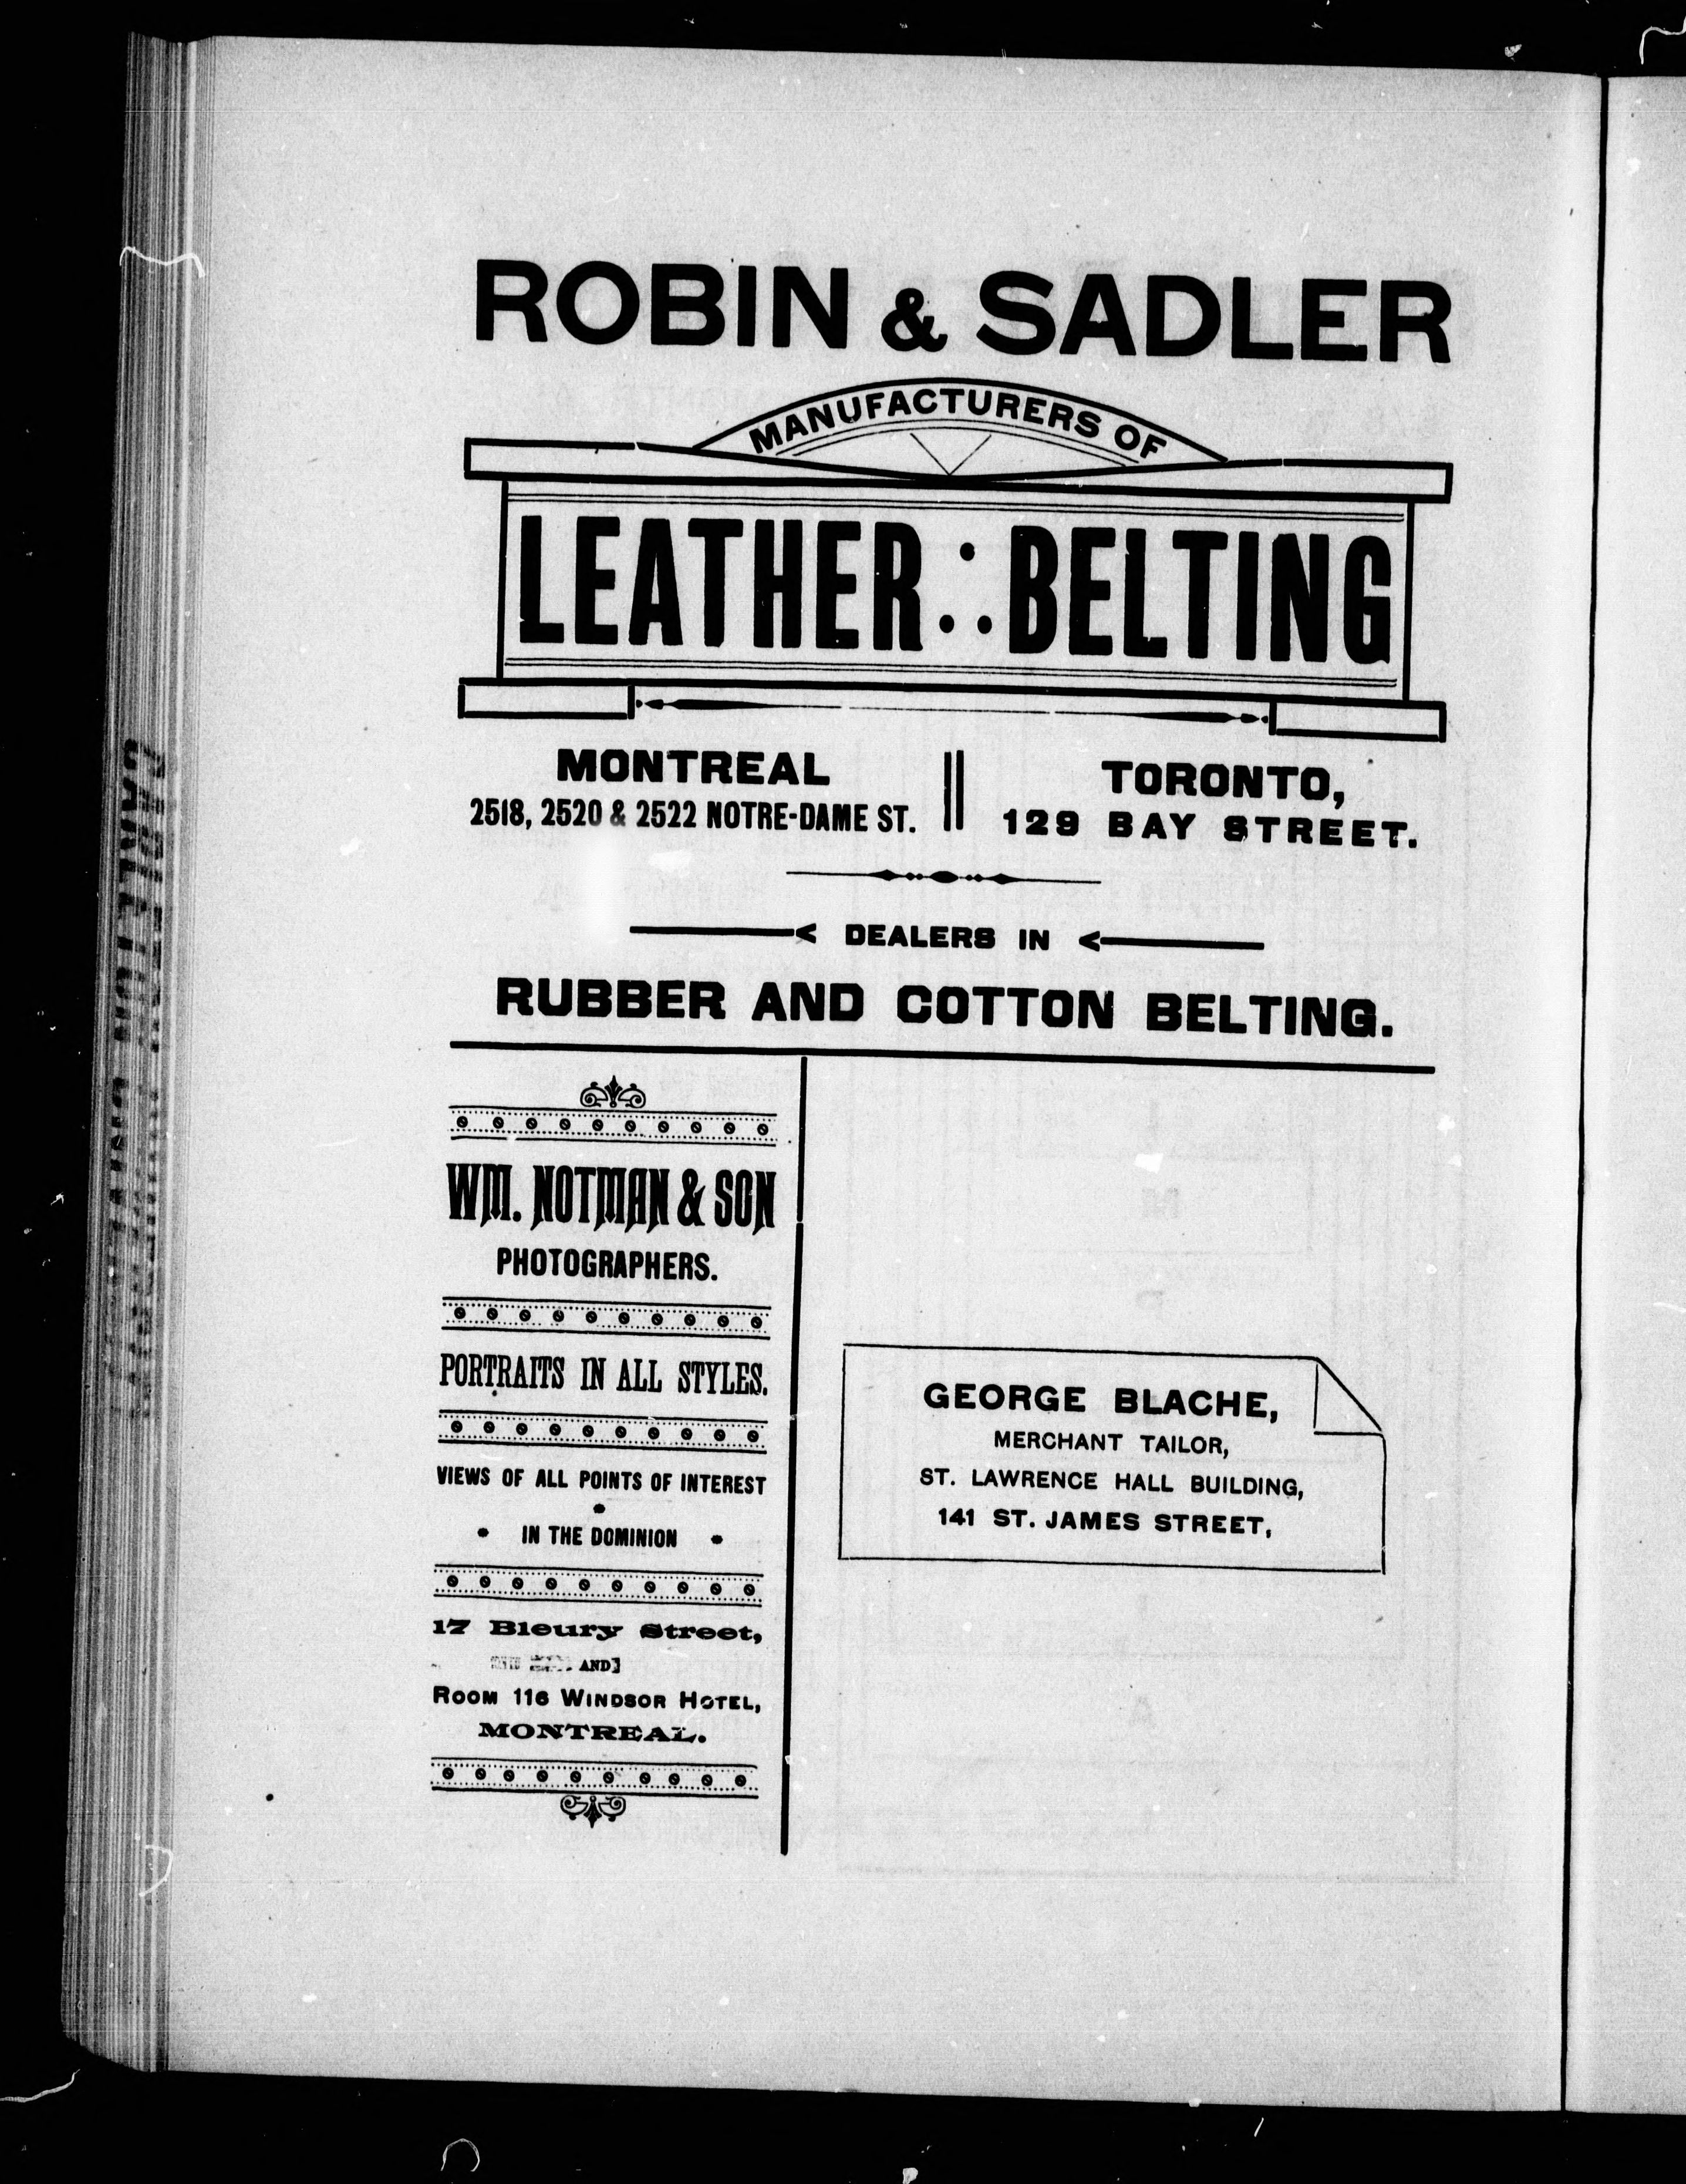 ROBIN & SADLER
MANUFACTURERS OF
LEATHER BELTING
MONTREAL
2518, 2520 & 2522 NOTRE-DAME ST.
TORONTO,
129 BAY STREET.
DEALERS IN
RUBBER AND COTTON BELTING.
WM. NOTMAN & SON
PHOTOGRAPHERS.
PORTRAITS IN ALL STYLES.
VIEWS OF ALL POINTS OF INTEREST
IN THE DOMINION
17 Bleury Street,
AND
ROOM 116 WINDSOR HOTEL,
MONTREAL.
GEORGE BLACHE,
MERCHANT TAILOR,
ST. LAWRENCE HALL BUILDING,
141 ST. JAMES STREET,
CARLETON UNIVERSITY